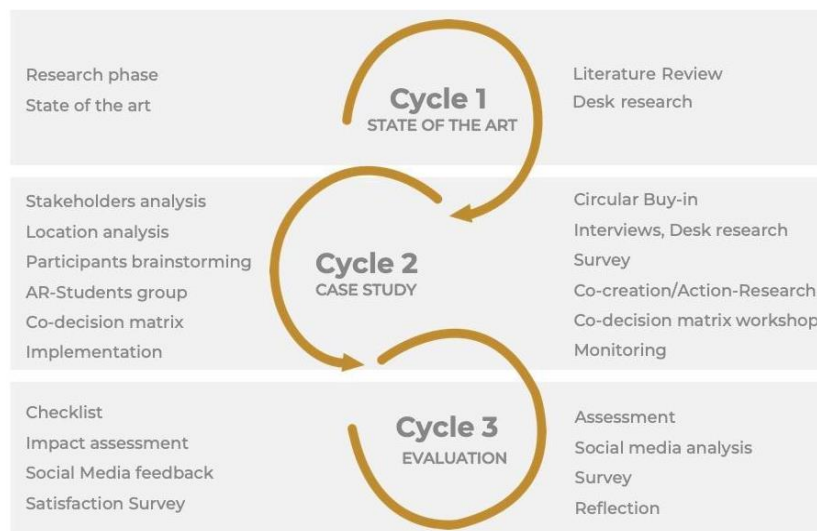 Research phase
State of the art
Cycle 1
STATE OF THE ART
Literature Review
Desk research
Stakeholders analysis
Location analysis
Participants brainstorming
AR-Students group
Co-decision matrix
Implementation
Cycle 2
CASE STUDY
Circular Buy-in
Interviews, Desk research
Survey
Co-creation/Action-Research
Co-decision matrix workshop
Monitoring
Checklist
Impact assessment
Social Media feedback
Satisfaction Survey
Cycle 3
EVALUATION
Assessment
Social media analysis
Survey
Reflection